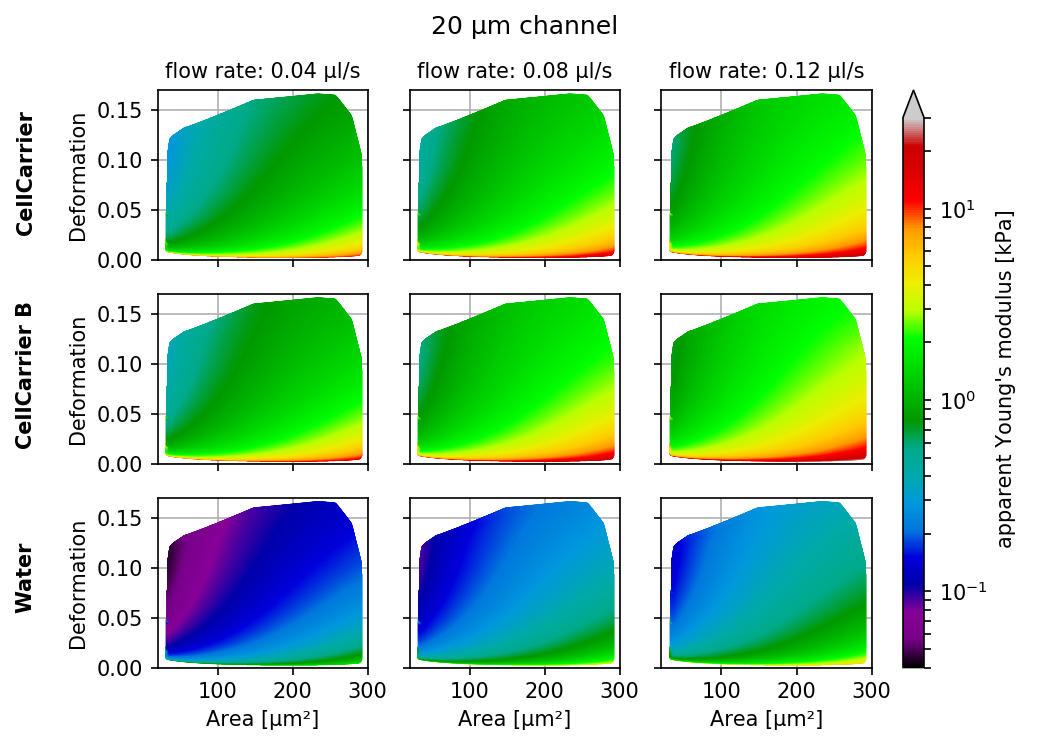 20 µm channel
flow rate: 0.04 µl/s
flow rate: 0.08 µl/s
flow rate: 0.12 µl/s
CellCarrier
Deformation
0.15
0.10
0.05
0.00
CellCarrier B
Deformation
0.15
0.10
0.05
0.00
Water
Deformation
0.15
0.10
0.05
0.00
100 200 300
Area [µm²]
100 200 300
Area [µm²]
100 200 300
Area [µm²]
10¹
10⁰
10⁻¹
apparent Young's modulus [kPa]